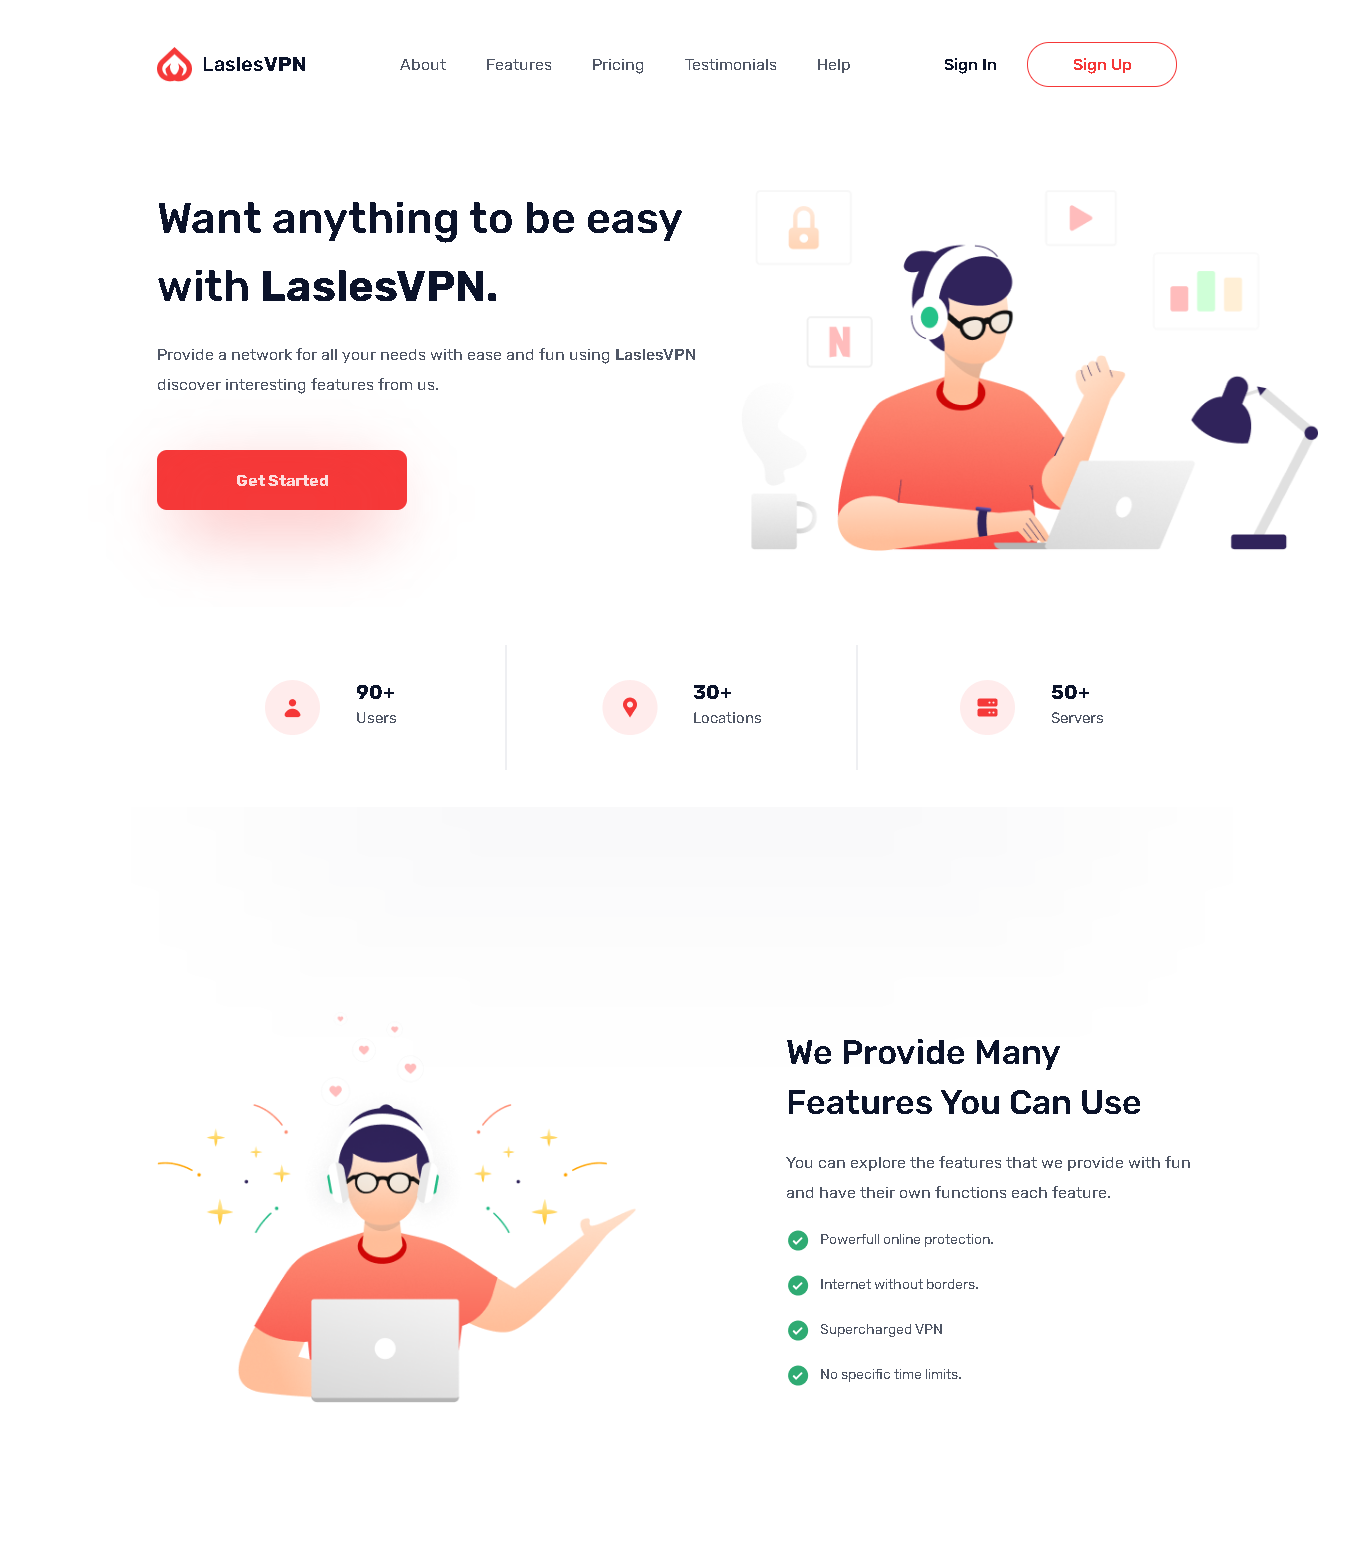 LaslesVPN
About Features Pricing Testimonials Help
Sign In
Sign Up
Want anything to be easy
with LaslesVPN.
Provide a network for all your needs with ease and fun using LaslesVPN
discover interesting features from us.
Get Started
N
90+
Users
30+
Locations
50+
Servers
We Provide Many
Features You Can Use
You can explore the features that we provide with fun
and have their own functions each feature.
Powerfull online protection.
Internet without borders.
Supercharged VPN
No specific time limits.